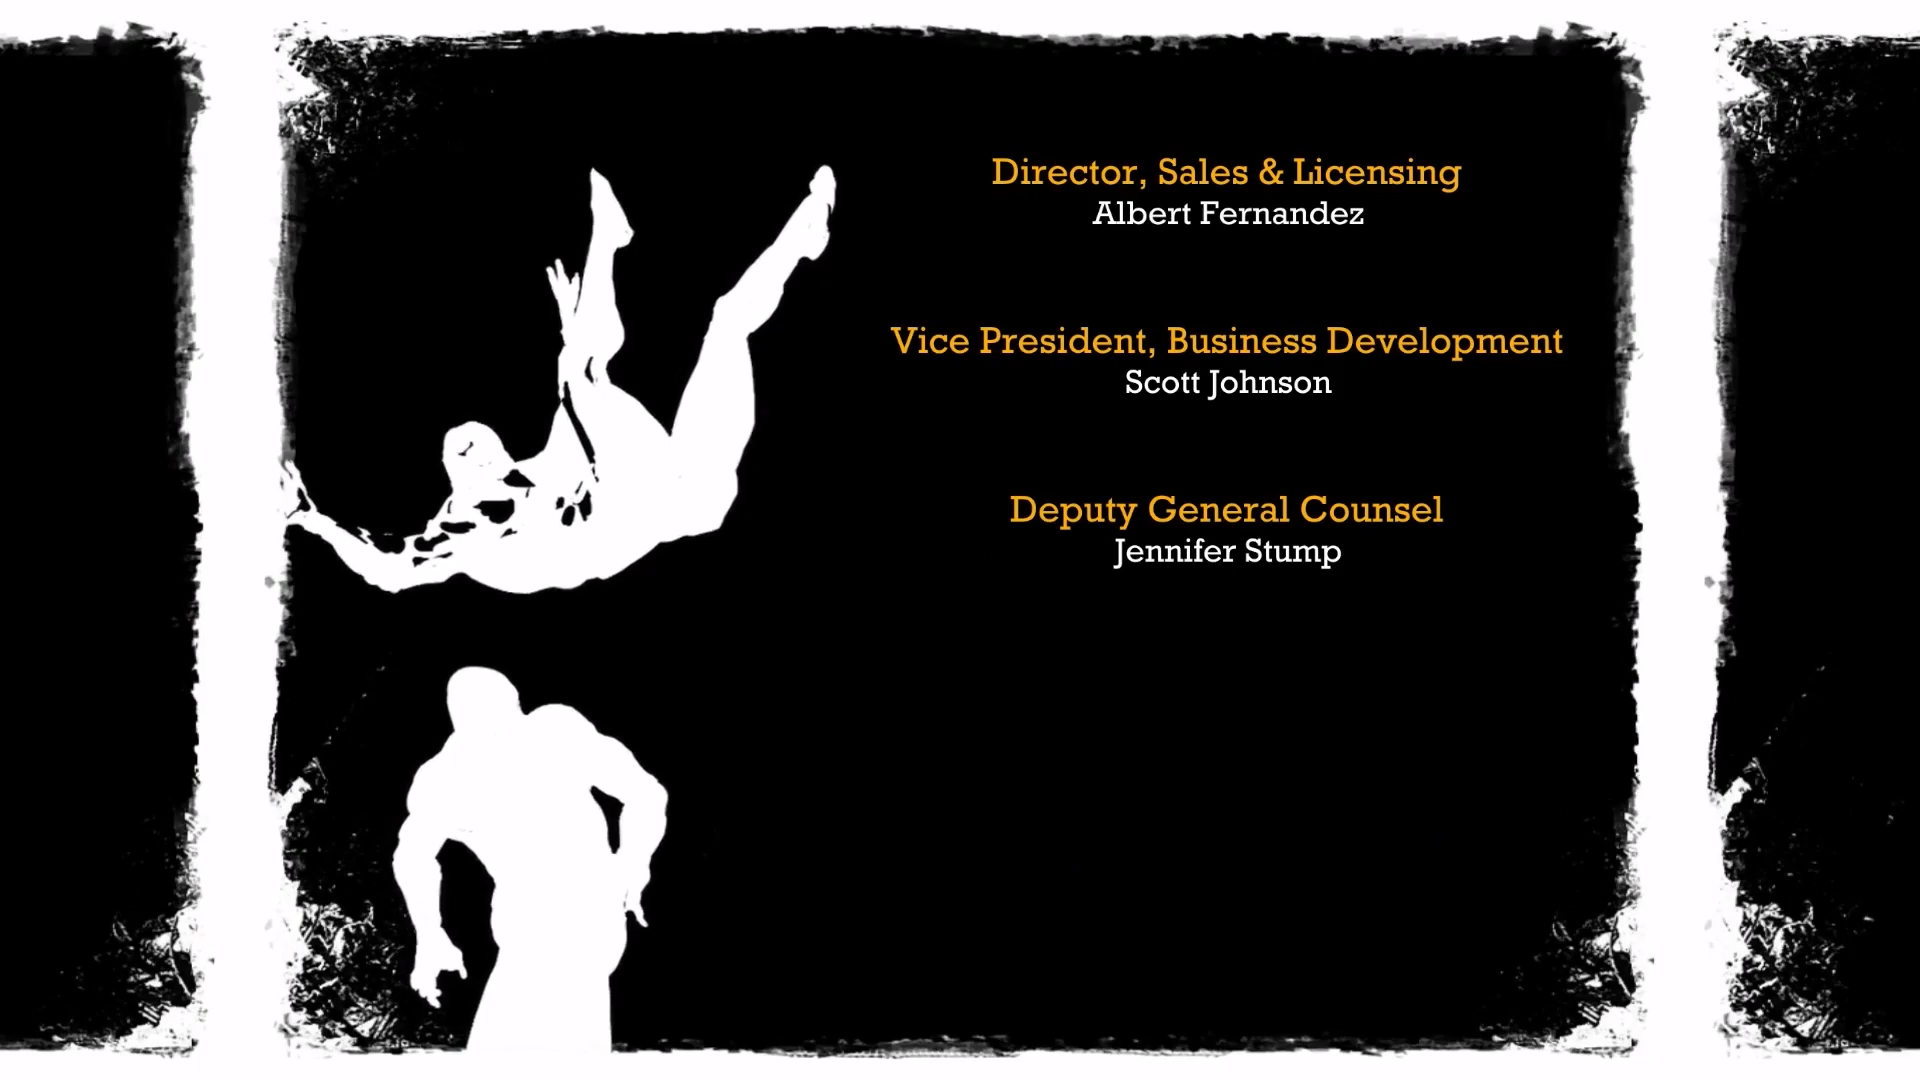 Director, Sales & Licensing
Albert Fernandez
Vice President, Business Development
Scott Johnson
Deputy General Counsel
Jennifer Stump